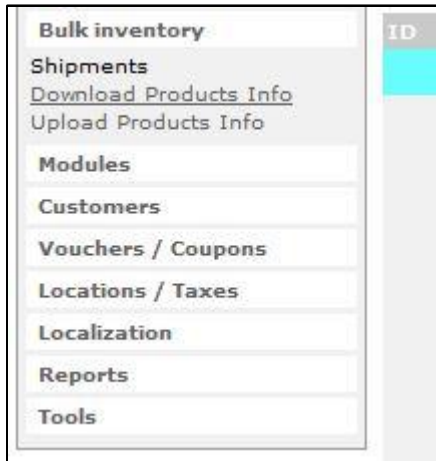 Bulk inventory
ID
Shipments
Download Products Info
Upload Products Info
Modules
Customers
Vouchers / Coupons
Locations / Taxes
Localization
Reports
Tools